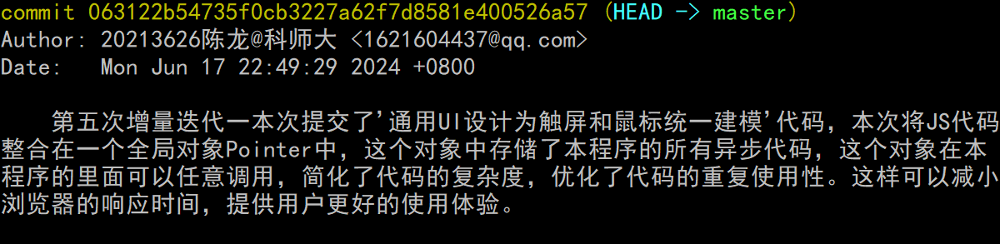 commit 063122b54735f0cb3227a62f7d8581e400526a57 (HEAD -> master)
Author: 20213626陈龙@科师大 <1621604437@qq.com>
Date:   Mon Jun 17 22:49:29 2024 +0800
第五次增量迭代一本次提交了'通用UI设计为触屏和鼠标统一建模'代码，本次将JS代码
整合在一个全局对象Pointer中，这个对象中存储了本程序的所有异步代码，这个对象在本
程序的里面可以任意调用，简化了代码的复杂度，优化了代码的重复使用性。这样可以减小
浏览器的响应时间，提供用户更好的使用体验。